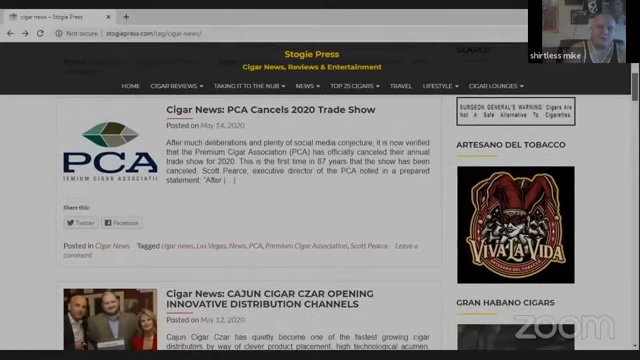 cigar news – Stogie Press
Not secure | stogiepress.com/tag/cigar-news/
shirtless mike
Stogie Press
Cigar News, Reviews & Entertainment
SEARCH
HOME CIGAR REVIEWS TAKING IT TO THE NUB NEWS TOP 25 CIGARS TRAVEL LIFESTYLE CIGAR LOUNGES
Cigar News: PCA Cancels 2020 Trade Show
Posted on May 14, 2020
After much deliberations and plenty of social media conjecture, it is now verified
that the Premium Cigar Association (PCA) has officially canceled their annual
trade show for 2020. This is the first time in 87 years that the show has been
canceled. Scott Pearce, executive director of the PCA noted in a prepared
statement: "After [...]
PCA
EMIUM CIGAR ASSOCIATI
Share this:
Twitter Facebook
Posted in Cigar News Tagged cigar news, Las Vegas, News, PCA, Premium Cigar Association, Scott Pearce Leave a
comment
Cigar News: CAJUN CIGAR CZAR OPENING
INNOVATIVE DISTRIBUTION CHANNELS
Posted on May 12, 2020
Cajun Cigar Czar has quietly become one of the fastest growing cigar
distributors by way of clever product placement, high technological acumen,
SURGEON GENERAL'S WARNING: Cigars Are
Not A Safe Alternative To Cigarettes.
ARTESANO DEL TOBACCO
VIVA LA VIDA
ARTESANO DEL TOBACCO
GRAN HABANO CIGARS
zoom